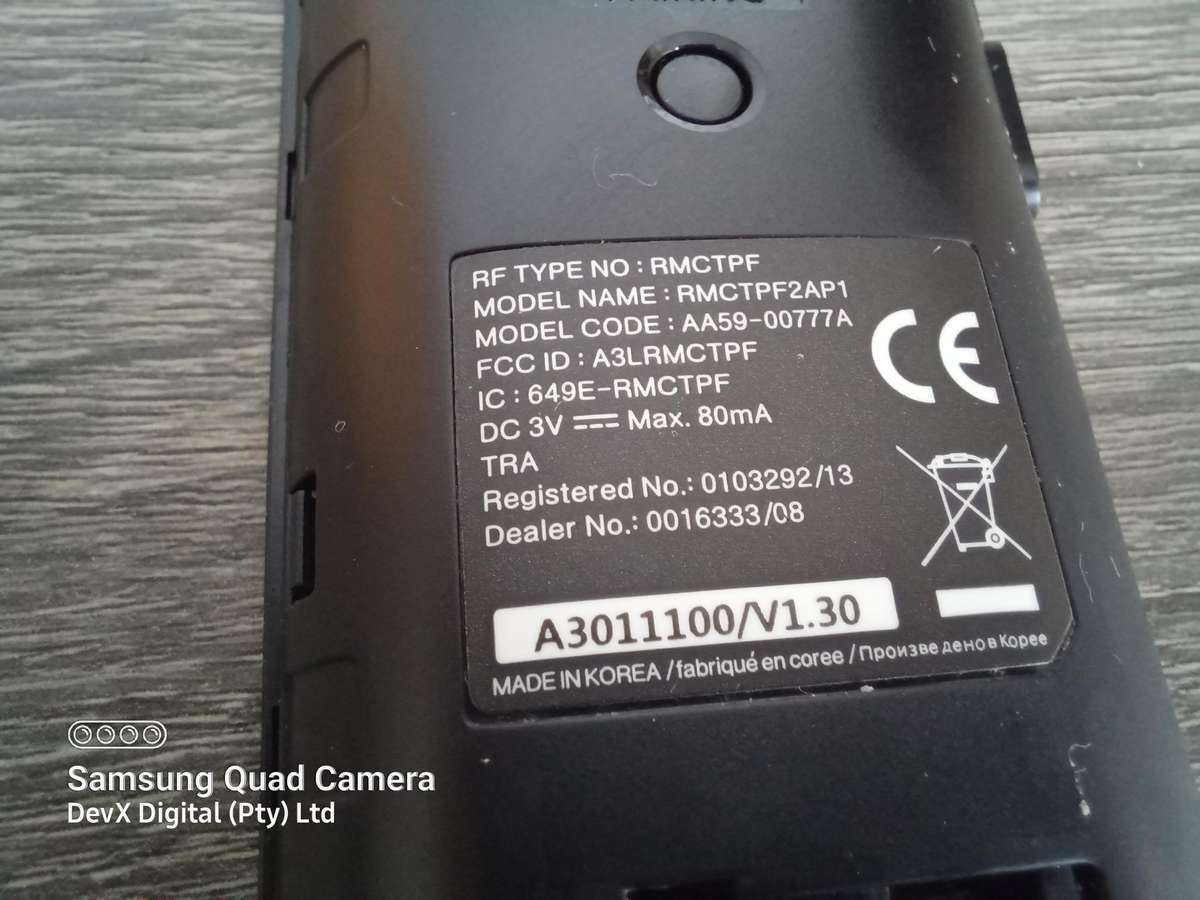 RF TYPE NO : RMCTPF
MODEL NAME : RMCTPF2AP1
MODEL CODE : AA59-00777A
FCC ID : A3LRMCTPF
IC : 649E-RMCTPF
DC 3V ⎓ Max. 80mA
TRA
Registered No.: 0103292/13
Dealer No.: 0016333/08
CE
A3011100/V1.30
MADE IN KOREA / fabriqué en coree / Произве дено в Корее
Samsung Quad Camera
DevX Digital (Pty) Ltd